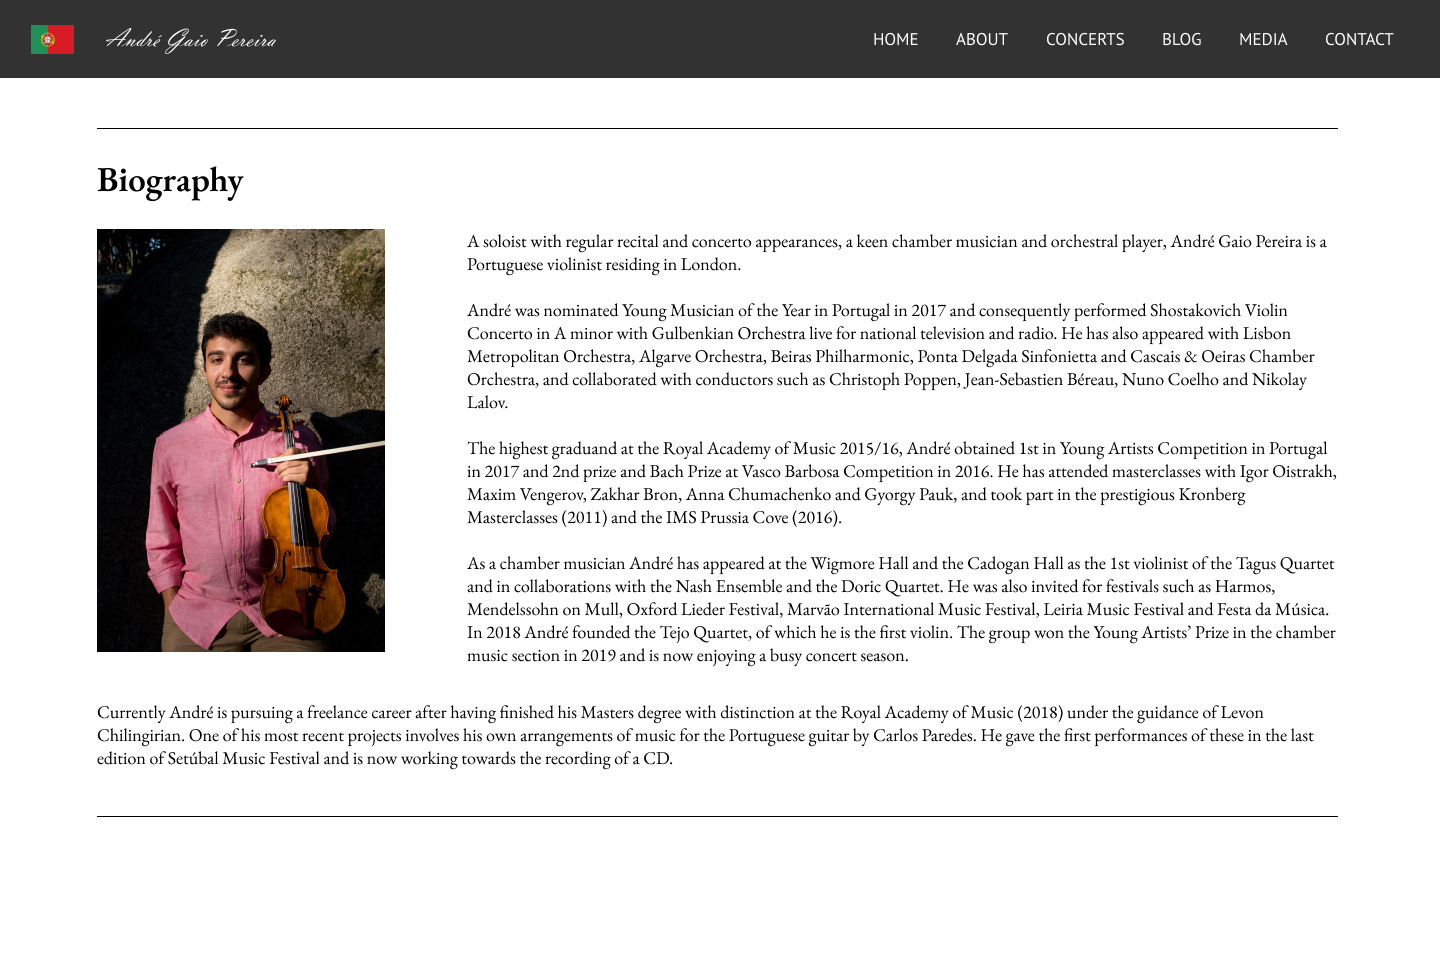 André Gaio Pereira
HOME ABOUT CONCERTS BLOG MEDIA CONTACT
Biography
A soloist with regular recital and concerto appearances, a keen chamber musician and orchestral player, André Gaio Pereira is a
Portuguese violinist residing in London.
André was nominated Young Musician of the Year in Portugal in 2017 and consequently performed Shostakovich Violin
Concerto in A minor with Gulbenkian Orchestra live for national television and radio. He has also appeared with Lisbon
Metropolitan Orchestra, Algarve Orchestra, Beiras Philharmonic, Ponta Delgada Sinfonietta and Cascais & Oeiras Chamber
Orchestra, and collaborated with conductors such as Christoph Poppen, Jean-Sebastien Béreau, Nuno Coelho and Nikolay
Lalov.
The highest graduand at the Royal Academy of Music 2015/16, André obtained 1st in Young Artists Competition in Portugal
in 2017 and 2nd prize and Bach Prize at Vasco Barbosa Competition in 2016. He has attended masterclasses with Igor Oistrakh,
Maxim Vengerov, Zakhar Bron, Anna Chumachenko and Gyorgy Pauk, and took part in the prestigious Kronberg
Masterclasses (2011) and the IMS Prussia Cove (2016).
As a chamber musician André has appeared at the Wigmore Hall and the Cadogan Hall as the 1st violinist of the Tagus Quartet
and in collaborations with the Nash Ensemble and the Doric Quartet. He was also invited for festivals such as Harmos,
Mendelssohn on Mull, Oxford Lieder Festival, Marvão International Music Festival, Leiria Music Festival and Festa da Música.
In 2018 André founded the Tejo Quartet, of which he is the first violin. The group won the Young Artists’ Prize in the chamber
music section in 2019 and is now enjoying a busy concert season.
Currently André is pursuing a freelance career after having finished his Masters degree with distinction at the Royal Academy of Music (2018) under the guidance of Levon
Chilingirian. One of his most recent projects involves his own arrangements of music for the Portuguese guitar by Carlos Paredes. He gave the first performances of these in the last
edition of Setúbal Music Festival and is now working towards the recording of a CD.